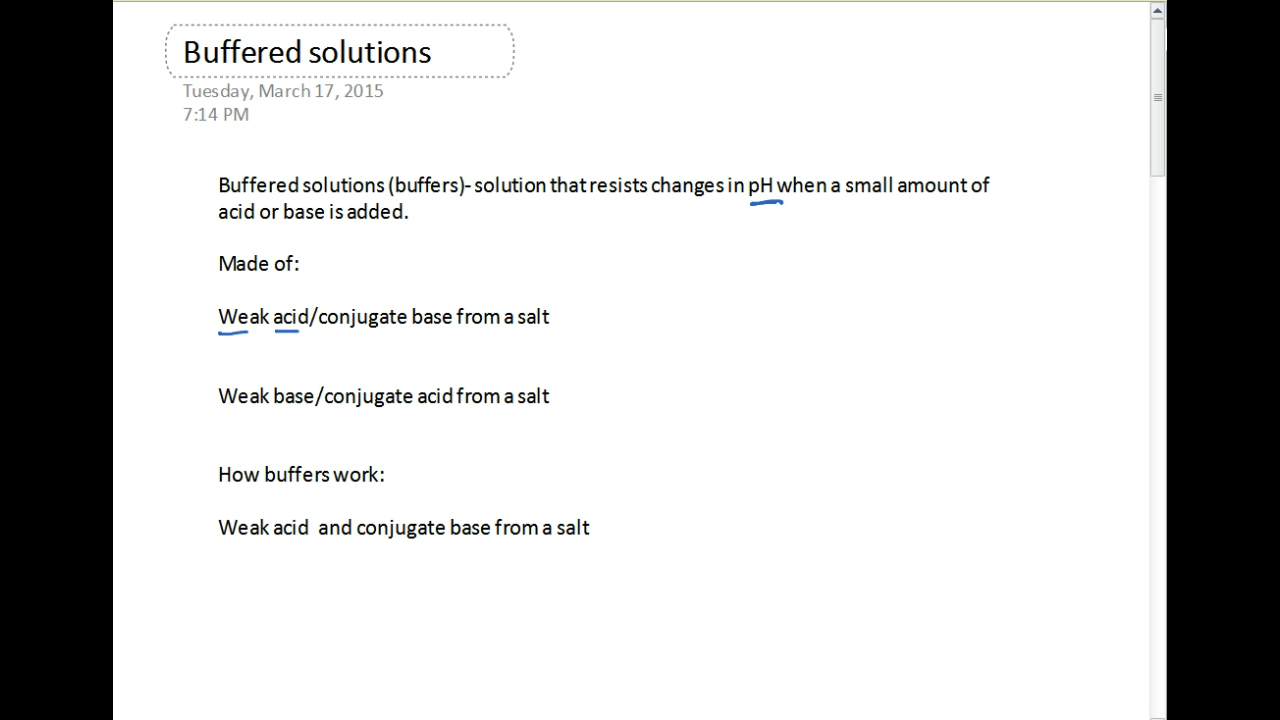 Buffered solutions
Tuesday, March 17, 2015
7:14 PM
Buffered solutions (buffers)- solution that resists changes in pH when a small amount of
acid or base is added.
Made of:
Weak acid/conjugate base from a salt
Weak base/conjugate acid from a salt
How buffers work:
Weak acid  and conjugate base from a salt